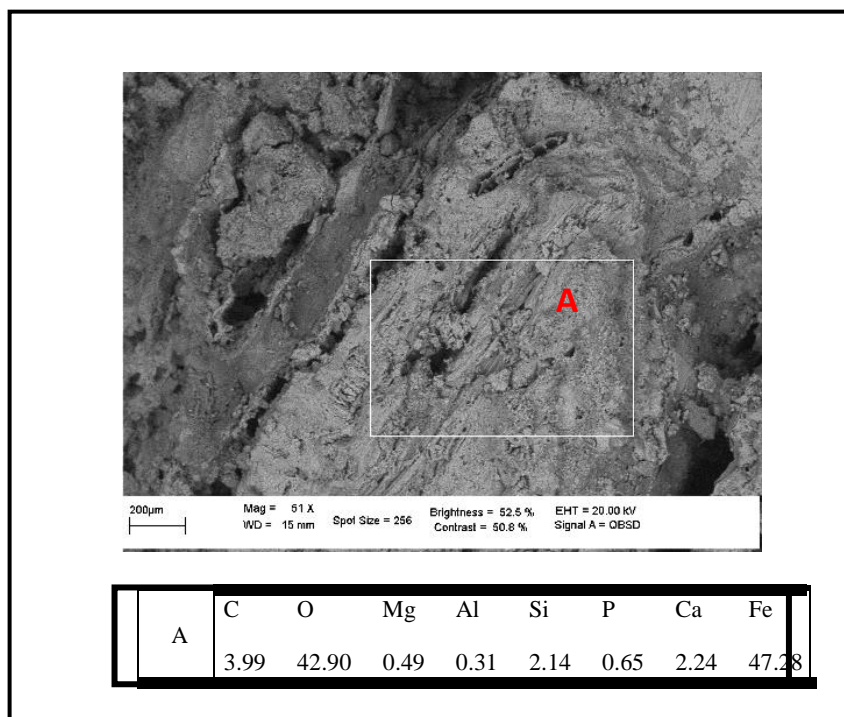 A
200µm
Mag = 51 X
WD = 15 mm
Spot Size = 256
Brightness = 52.5 %
Contrast = 50.8 %
EHT = 20.00 kV
Signal A = QBSD
A
C O Mg Al Si P Ca Fe
3.99 42.90 0.49 0.31 2.14 0.65 2.24 47.28